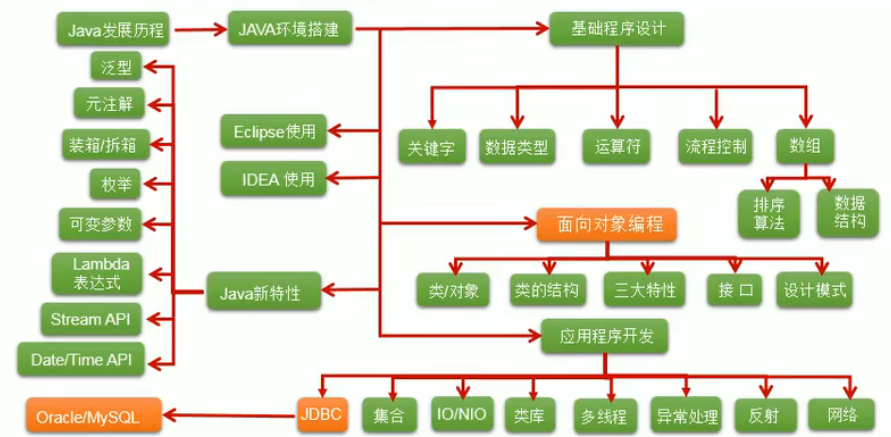 Java发展历程
JAVA环境搭建
基础程序设计
泛型
元注解
装箱/拆箱
枚举
可变参数
Lambda
表达式
Stream API
Date/Time API
Eclipse使用
IDEA 使用
Java新特性
关键字
数据类型
运算符
流程控制
数组
排序
算法
数据
结构
面向对象编程
类/对象
类的结构
三大特性
接 口
设计模式
应用程序开发
Oracle/MySQL
JDBC
集合
IO/NIO
类库
多线程
异常处理
反射
网络